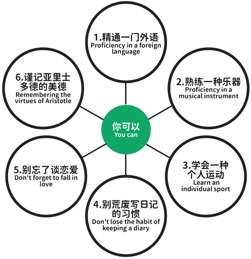 1.精通一门外语
Proficiency in a foreign
language
2.熟练一种乐器
Proficiency in a
musical instrument
3.学会一种
个人运动
Learn an
individual sport
4.别荒废写日记
的习惯
Don't lose the habit of
keeping a diary
5.别忘了谈恋爱
Don't forget to fall in
love
6.谨记亚里士
多德的美德
Remembering the
virtues of Aristotle
你可以
You can